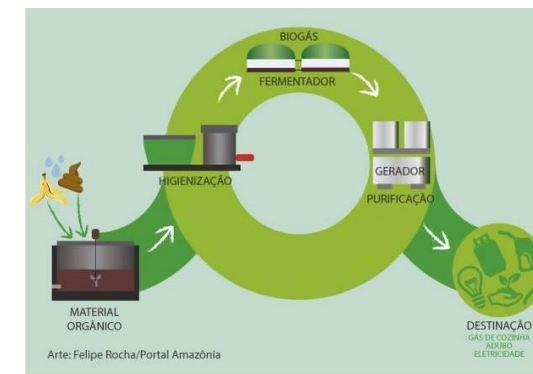 BIOGÁS
FERMENTADOR
HIGIENIZAÇÃO
GERADOR
PURIFICAÇÃO
MATERIAL
ORGÂNICO
DESTINAÇÃO
GÁS DE COZINHA
ADUBO
ELETRICIDADE
Arte: Felipe Rocha/Portal Amazônia